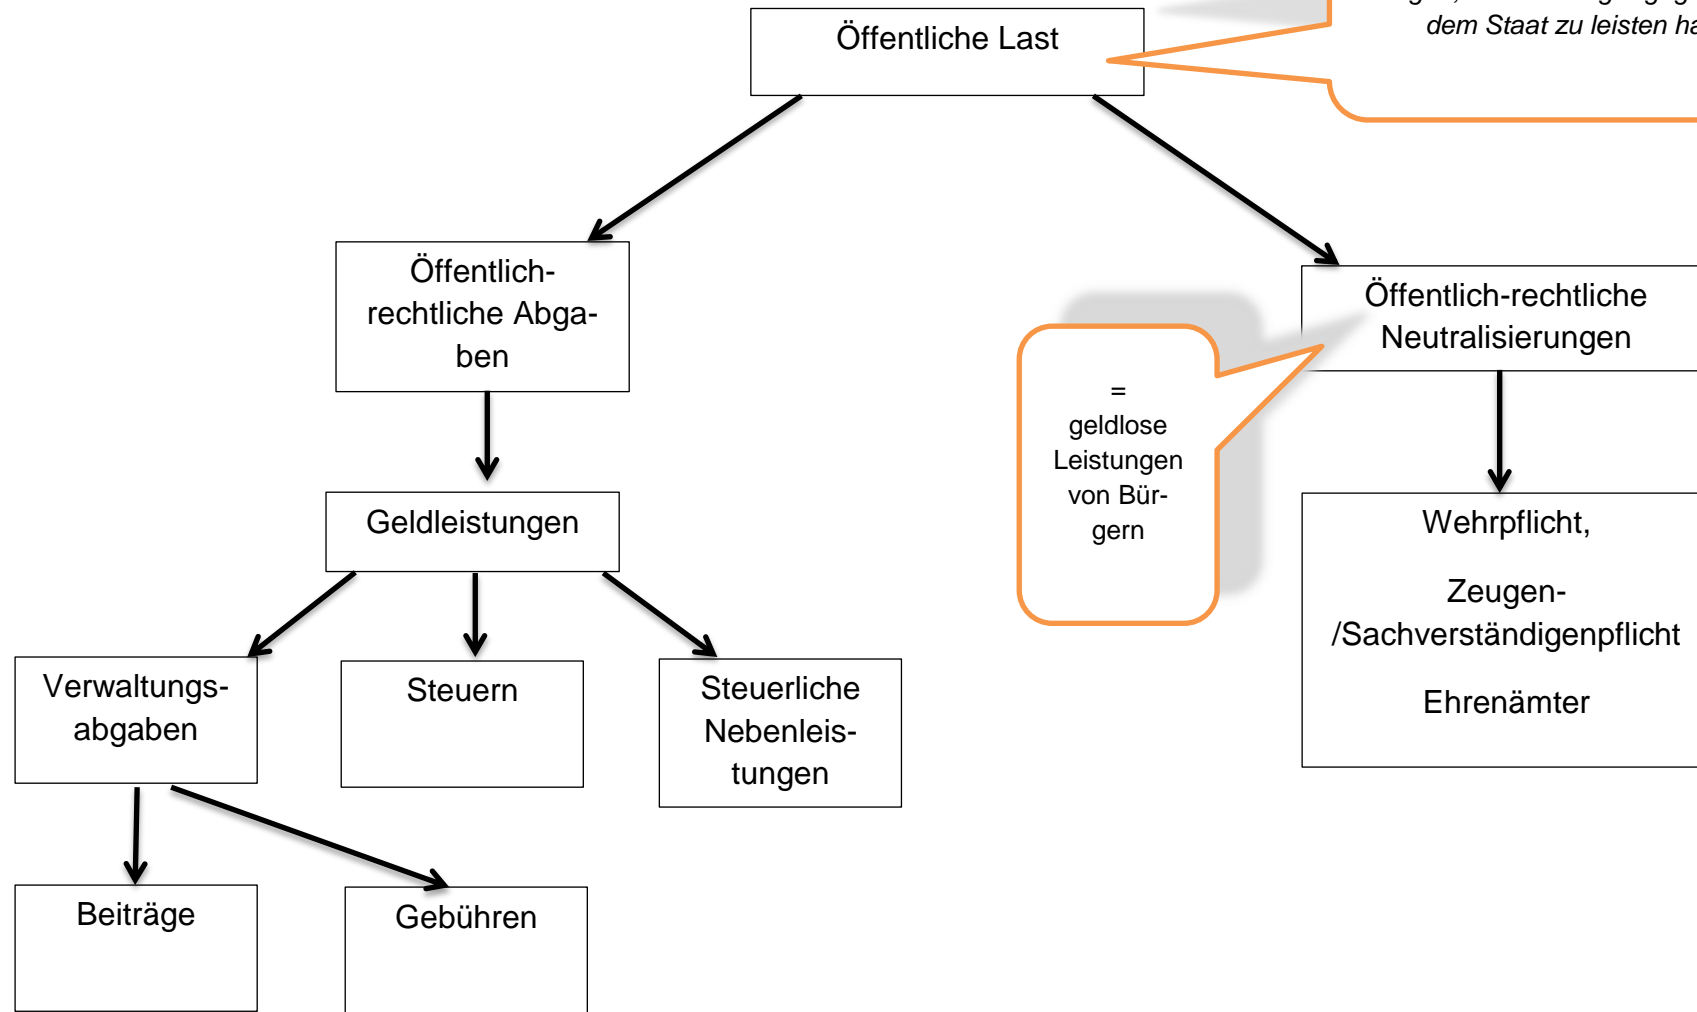 dem Staat zu leisten
Öffentliche Last
Öffentlich-
rechtliche Abga-
ben
Öffentlich-rechtliche
Neutralisierungen
=
geldlose
Leistungen
von Bür-
gern
Geldleistungen
Wehrpflicht,
Zeugen-
/Sachverständigenpflicht
Ehrenämter
Verwaltungs-
abgaben
Steuern
Steuerliche
Nebenleis-
tungen
Beiträge
Gebühren